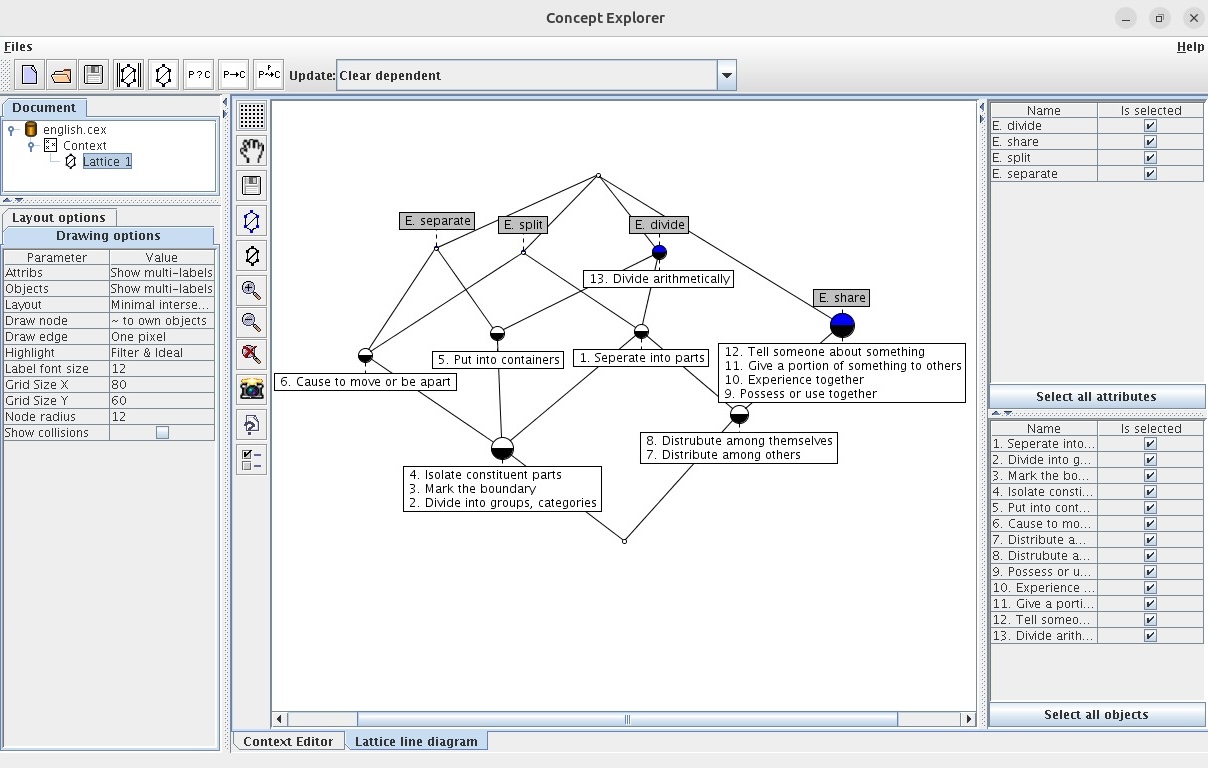 Concept Explorer
Files
Help
P?C
P→C
Update:
Clear dependent
Document
english.cex
Context
Lattice 1
Layout options
Drawing options
Parameter Value
Attribs Show multi-labels
Objects Show multi-labels
Layout Minimal interse...
Draw node ~ to own objects
Draw edge One pixel
Highlight Filter & Ideal
Label font size 12
Grid Size X 80
Grid Size Y 60
Node radius 12
Show collisions
E. separate
E. split
E. divide
13. Divide arithmetically
E. share
12. Tell someone about something
11. Give a portion of something to others
10. Experience together
9. Possess or use together
5. Put into containers
1. Seperate into parts
6. Cause to move or be apart
8. Distrubute among themselves
7. Distribute among others
4. Isolate constituent parts
3. Mark the boundary
2. Divide into groups, categories
Context Editor
Lattice line diagram
Name Is selected
E. divide
E. share
E. split
E. separate
Select all attributes
Name Is selected
1. Seperate into...
2. Divide into g...
3. Mark the bo...
4. Isolate consti...
5. Put into cont...
6. Cause to mo...
7. Distribute a...
8. Distrubute a...
9. Possess or u...
10. Experience ...
11. Give a porti...
12. Tell someo...
13. Divide arith...
Select all objects